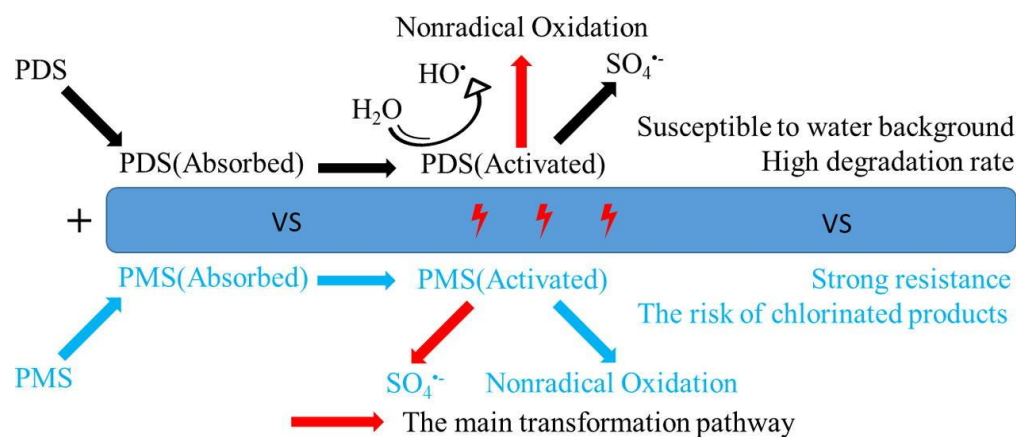 Nonradical Oxidation
PDS
HO•
SO₄•-
H₂O
Susceptible to water background
PDS(Absorbed)
PDS(Activated)
High degradation rate
+
VS
VS
PMS(Absorbed)
PMS(Activated)
Strong resistance
The risk of chlorinated products
PMS
SO₄•-
Nonradical Oxidation
The main transformation pathway